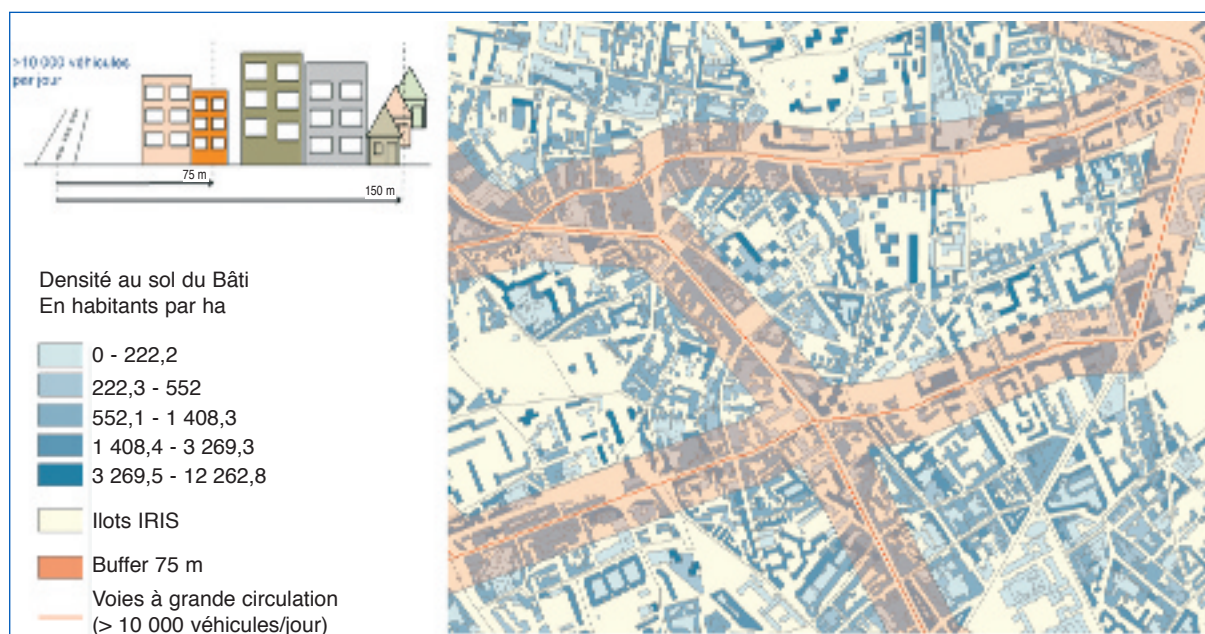 >10 000 véhicules
par jour
75 m
150 m
Densité au sol du Bâti
En habitants par ha
0 - 222,2
222,3 - 552
552,1 - 1 408,3
1 408,4 - 3 269,3
3 269,5 - 12 262,8
Ilots IRIS
Buffer 75 m
Voies à grande circulation
(> 10 000 véhicules/jour)